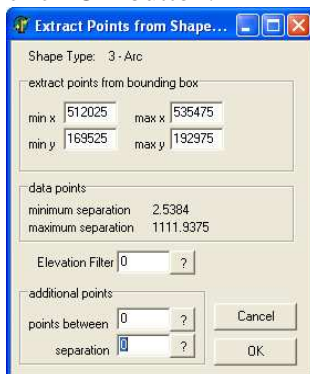 Extract Points from Shape...
Shape Type: 3 - Arc
extract points from bounding box
min x 512025 max x 535475
min y 169525 max y 192975
data points
minimum separation 2.5384
maximum separation 1111.9375
Elevation Filter 0 ?
additional points
points between 0 ?
separation 0 ?
Cancel
OK